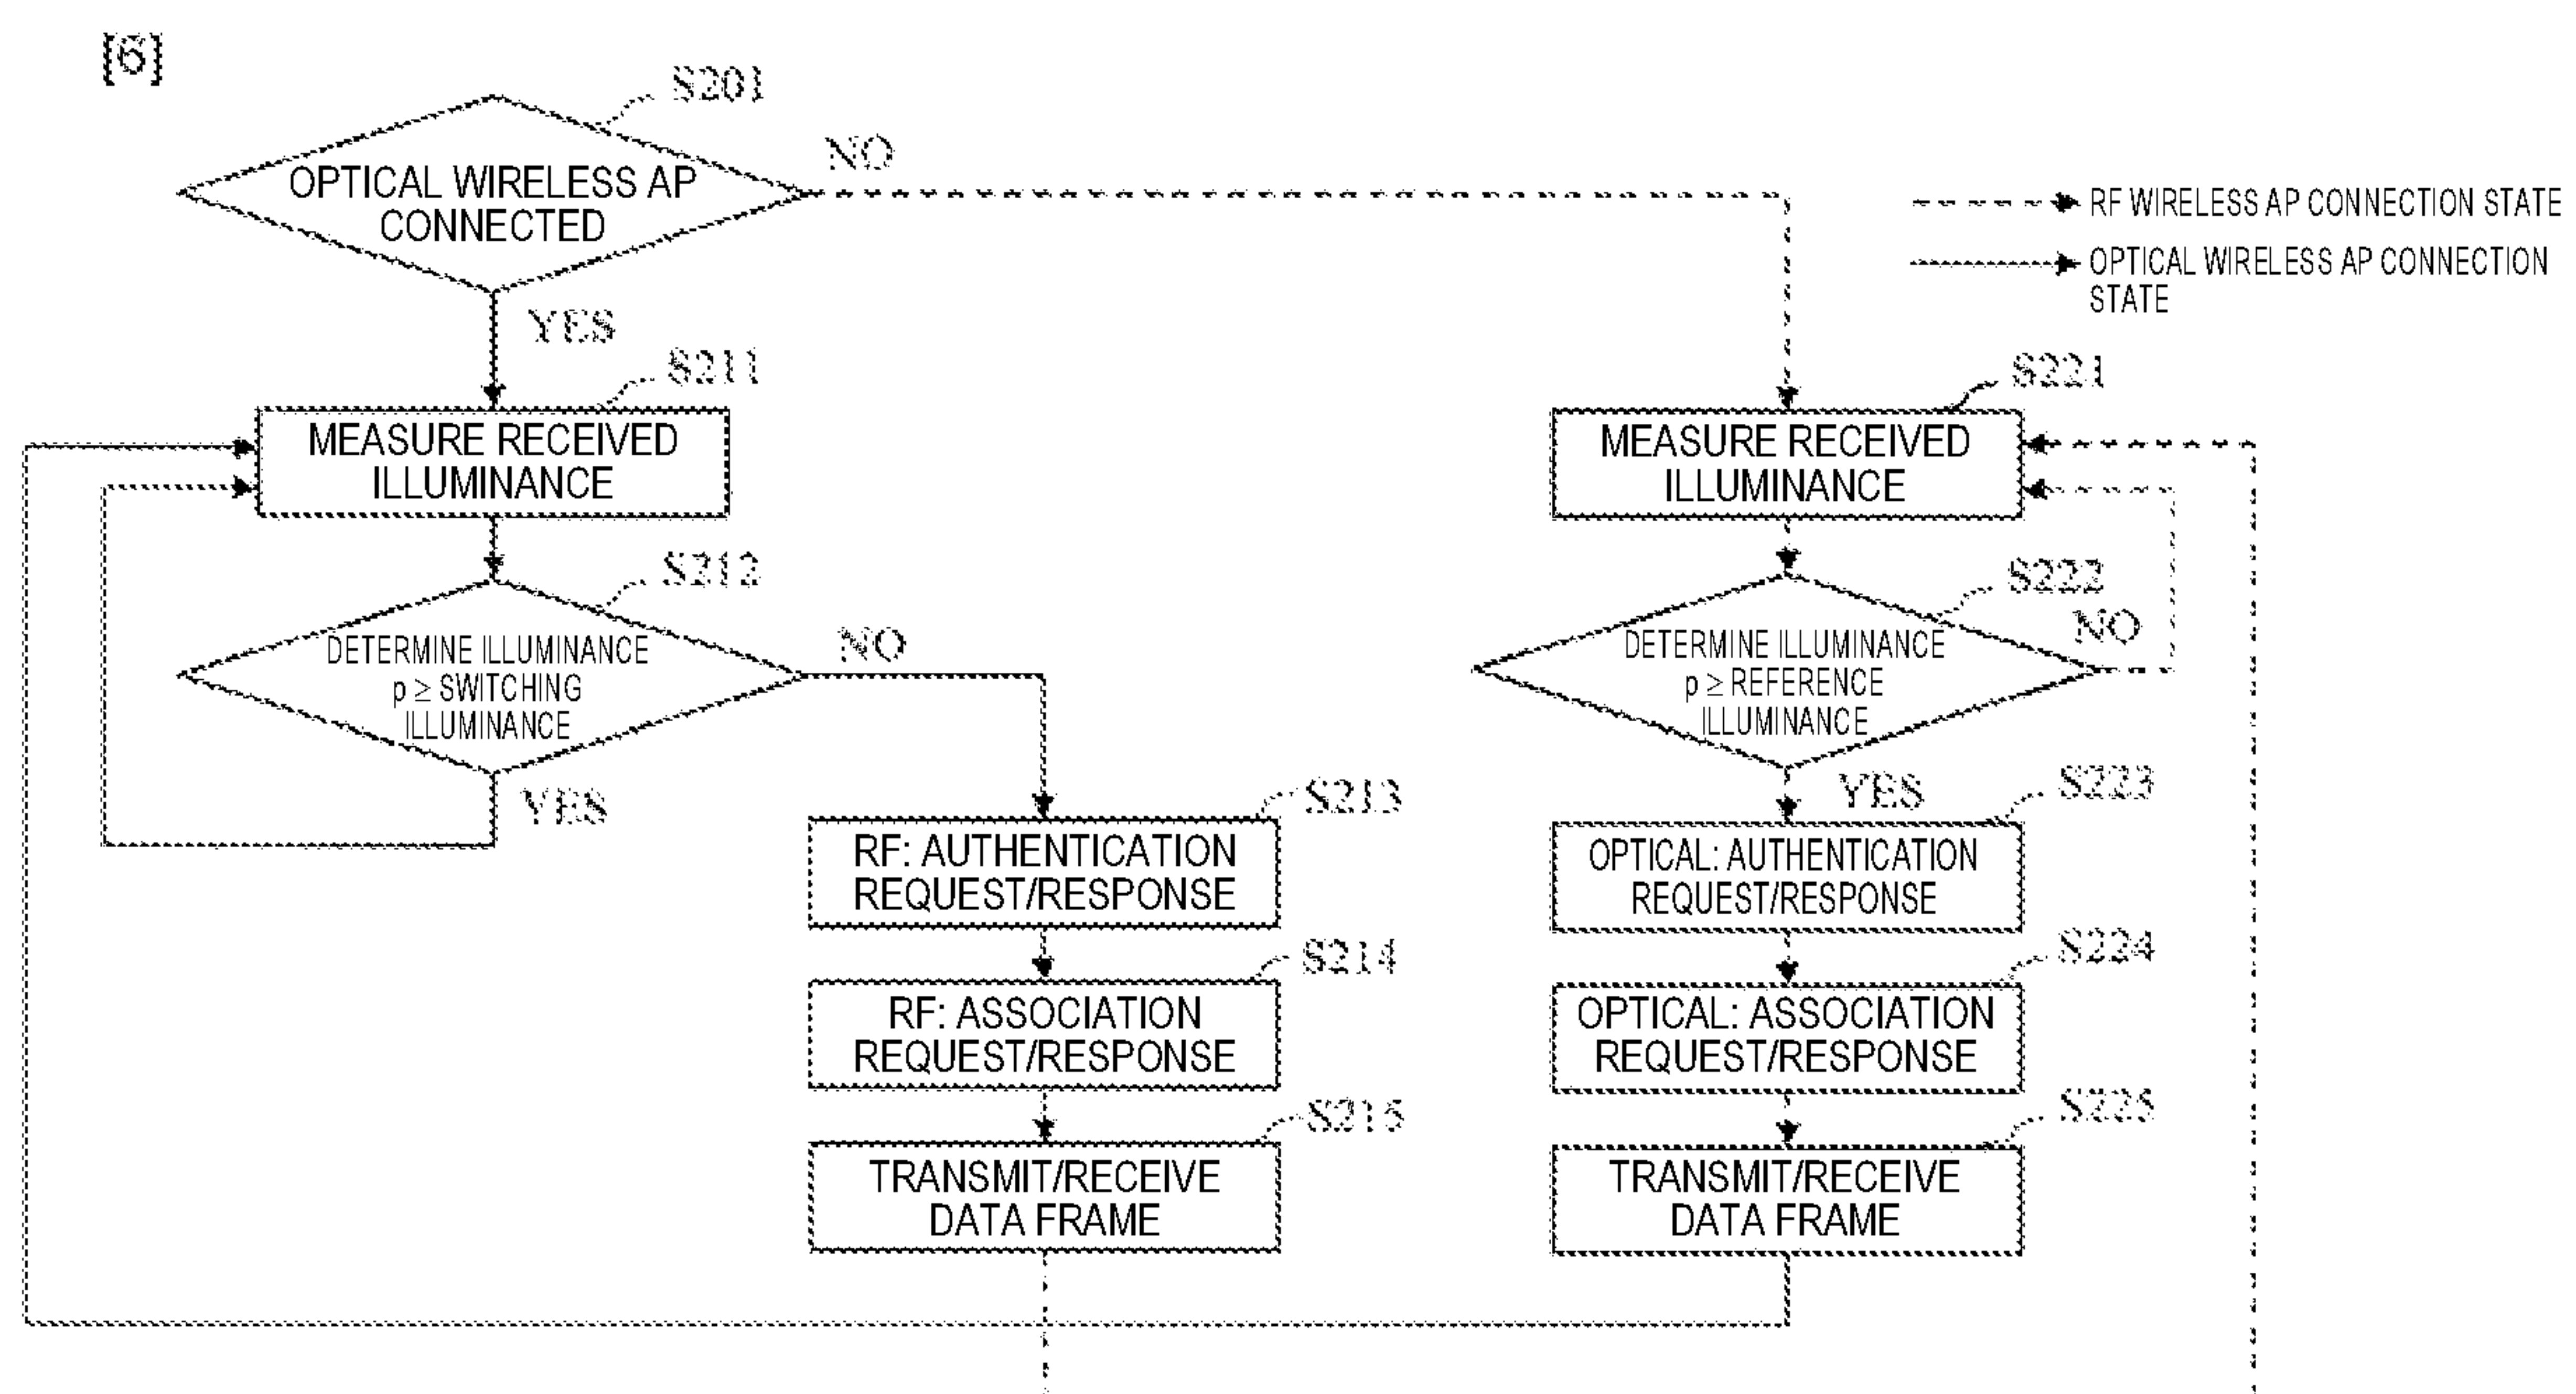 [6]
S201
OPTICAL WIRELESS AP
CONNECTED
NO
YES
RF WIRELESS AP CONNECTION STATE
OPTICAL WIRELESS AP CONNECTION
STATE
S211
MEASURE RECEIVED
ILLUMINANCE
S212
DETERMINE ILLUMINANCE
p ≥ SWITCHING
ILLUMINANCE
NO
YES
S213
RF: AUTHENTICATION
REQUEST/RESPONSE
S214
RF: ASSOCIATION
REQUEST/RESPONSE
S215
TRANSMIT/RECEIVE
DATA FRAME
S221
MEASURE RECEIVED
ILLUMINANCE
S222
DETERMINE ILLUMINANCE
p ≥ REFERENCE
ILLUMINANCE
NO
YES
S223
OPTICAL: AUTHENTICATION
REQUEST/RESPONSE
S224
OPTICAL: ASSOCIATION
REQUEST/RESPONSE
S225
TRANSMIT/RECEIVE
DATA FRAME